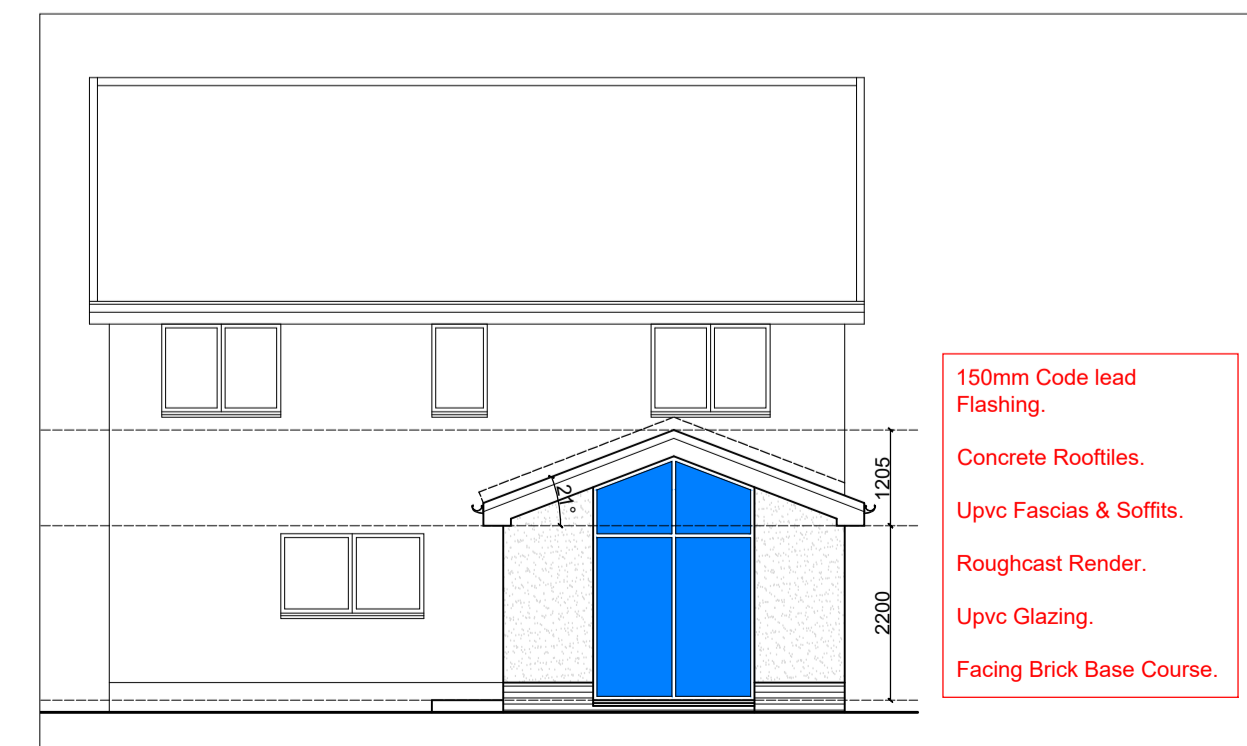 150mm Code lead
Flashing.
Concrete Rooftiles.
Upvc Fascias & Soffits.
Roughcast Render.
Upvc Glazing.
Facing Brick Base Course.
1205
21°
2200